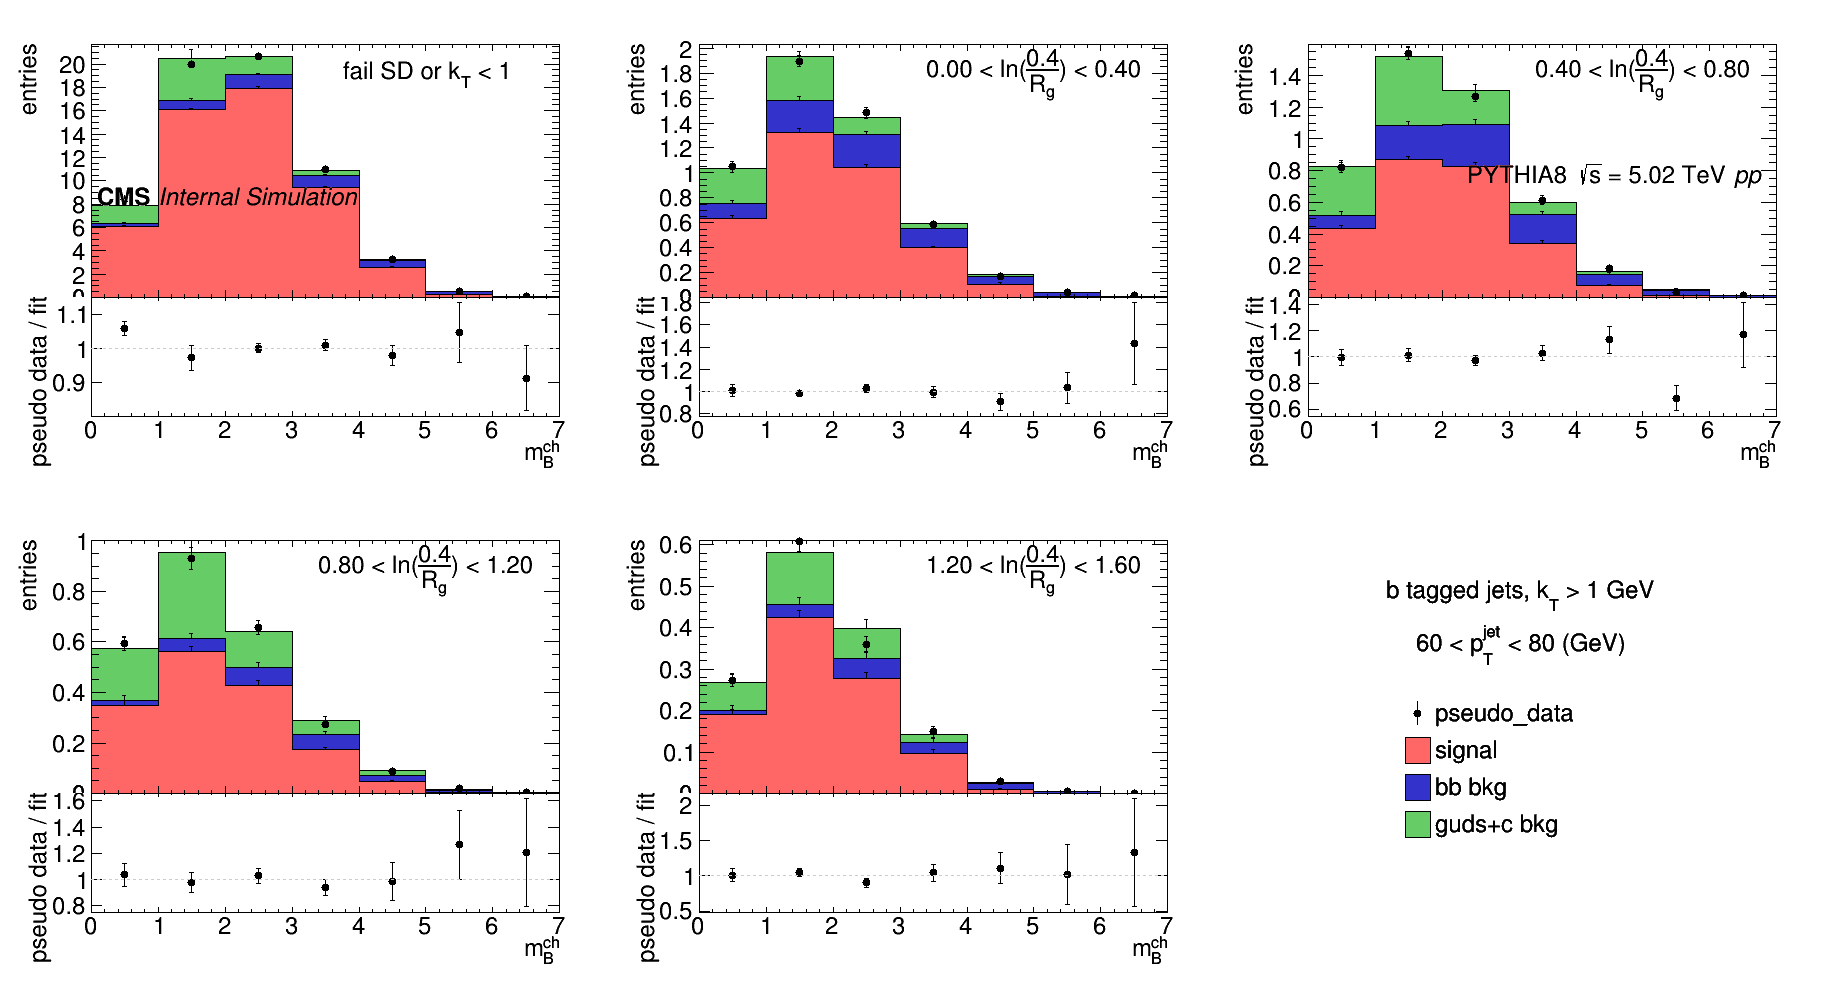 entries
20
18
16
14
12
10
8
6
4
2
0
fail SD or k_T < 1
CMS Internal Simulation
pseudo data / fit
1.1
1
0.9
0 1 2 3 4 5 6 7
m_B^ch
entries
2
1.8
1.6
1.4
1.2
1
0.8
0.6
0.4
0.2
0
0.00 < ln(0.4/R_g) < 0.40
pseudo data / fit
1.8
1.6
1.4
1.2
1
0.8
0 1 2 3 4 5 6 7
m_B^ch
entries
1.4
1.2
1
0.8
0.6
0.4
0.2
0
0.40 < ln(0.4/R_g) < 0.80
PYTHIA8 √s = 5.02 TeV pp
pseudo data / fit
1.4
1.2
1
0.8
0.6
0 1 2 3 4 5 6 7
m_B^ch
entries
1
0.8
0.6
0.4
0.2
0
0.80 < ln(0.4/R_g) < 1.20
pseudo data / fit
1.6
1.4
1.2
1
0.8
0 1 2 3 4 5 6 7
m_B^ch
entries
0.6
0.5
0.4
0.3
0.2
0.1
0
1.20 < ln(0.4/R_g) < 1.60
pseudo data / fit
2
1.5
1
0.5
0 1 2 3 4 5 6 7
m_B^ch
b tagged jets, k_T > 1 GeV
60 < p_T^jet < 80 (GeV)
pseudo_data
signal
bb bkg
guds+c bkg